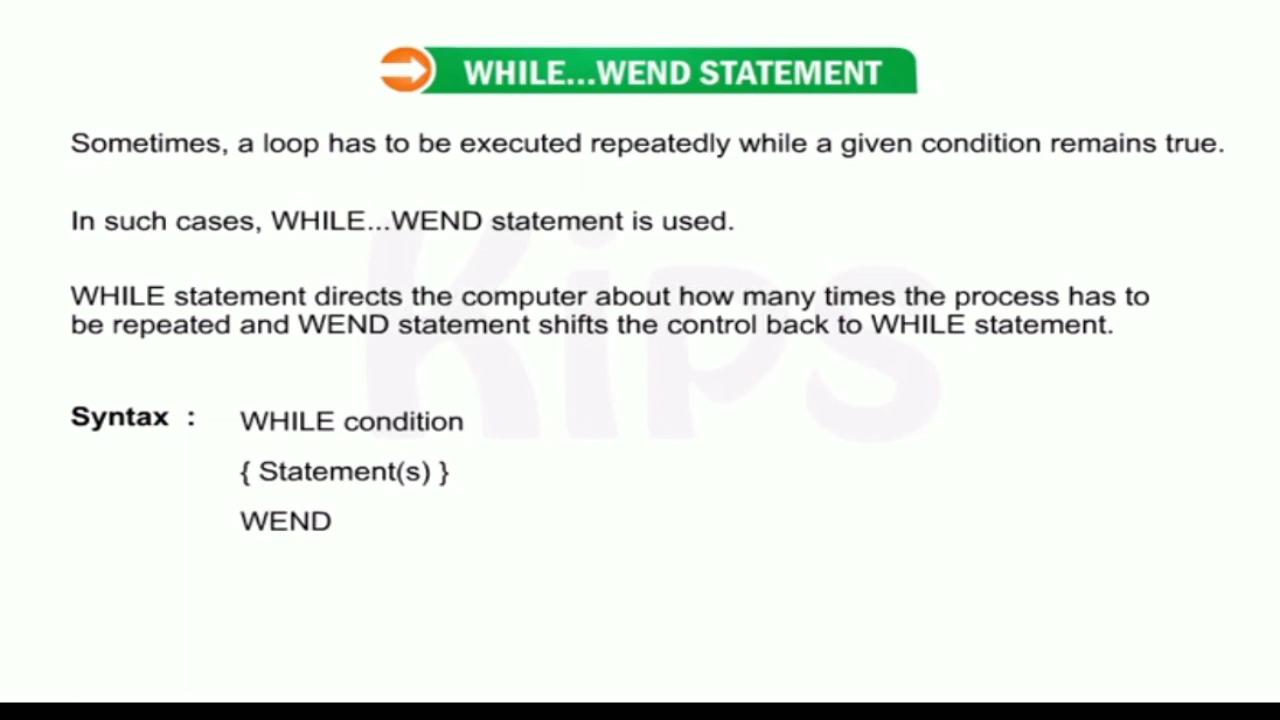 WHILE...WEND STATEMENT
Sometimes, a loop has to be executed repeatedly while a given condition remains true.
In such cases, WHILE...WEND statement is used.
WHILE statement directs the computer about how many times the process has to
be repeated and WEND statement shifts the control back to WHILE statement.
Syntax : WHILE condition
{ Statement(s) }
WEND
Kips